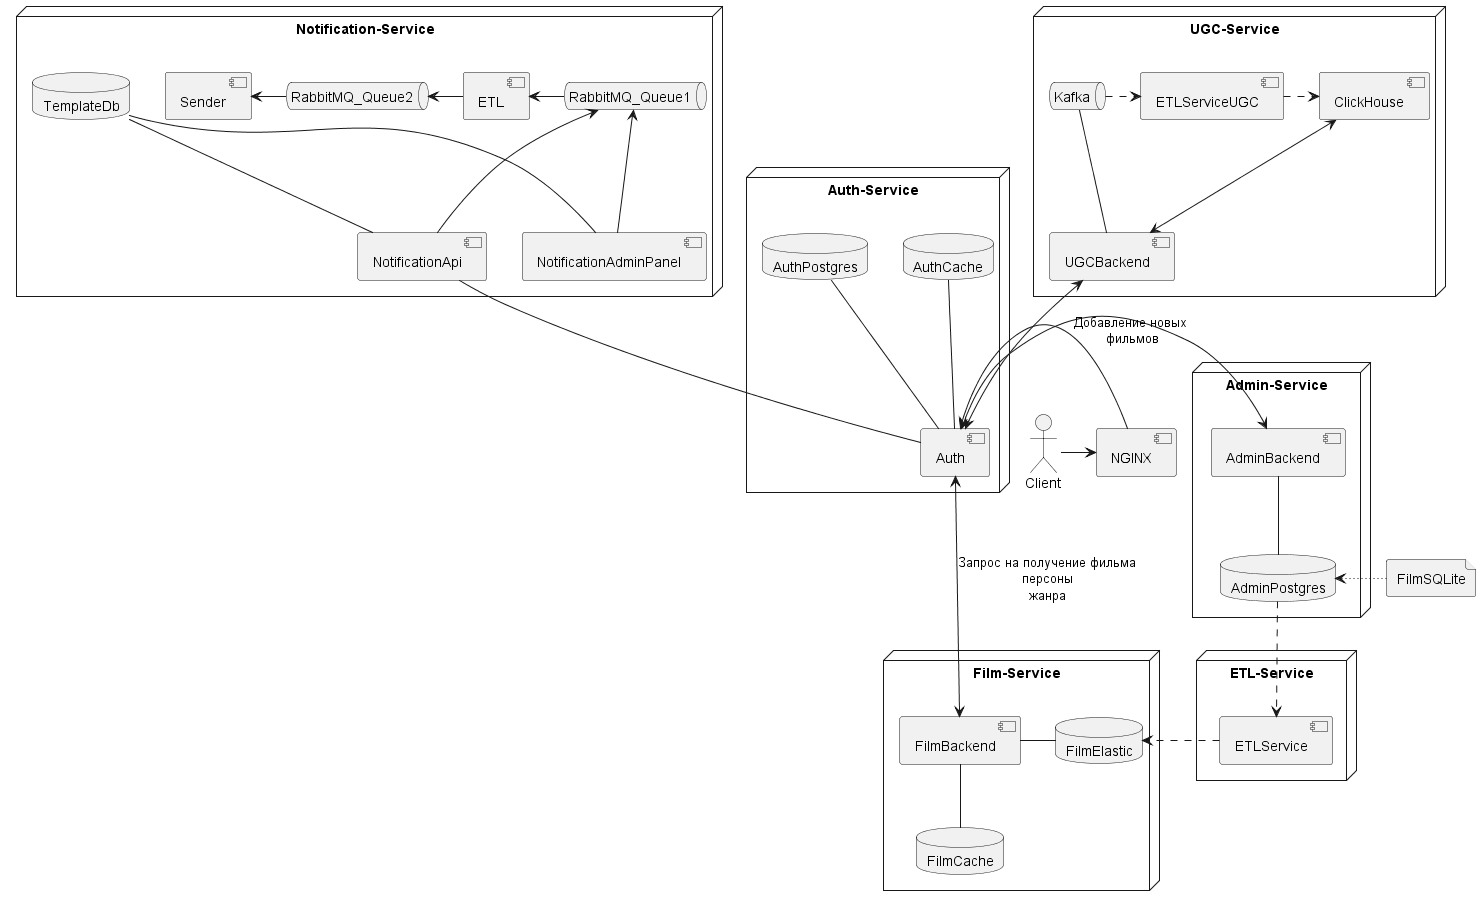 Notification-Service
UGC-Service
TemplateDb
Sender
RabbitMQ_Queue2
ETL
RabbitMQ_Queue1
Kafka
ETLServiceUGC
ClickHouse
Auth-Service
NotificationApi
NotificationAdminPanel
AuthPostgres
AuthCache
UGCBackend
Добавление новых
фильмов
Admin-Service
Auth
Client
NGINX
AdminBackend
Запрос на получение фильма
персоны
жанра
AdminPostgres
FilmSQLite
Film-Service
ETL-Service
FilmBackend
FilmElastic
ETLService
FilmCache